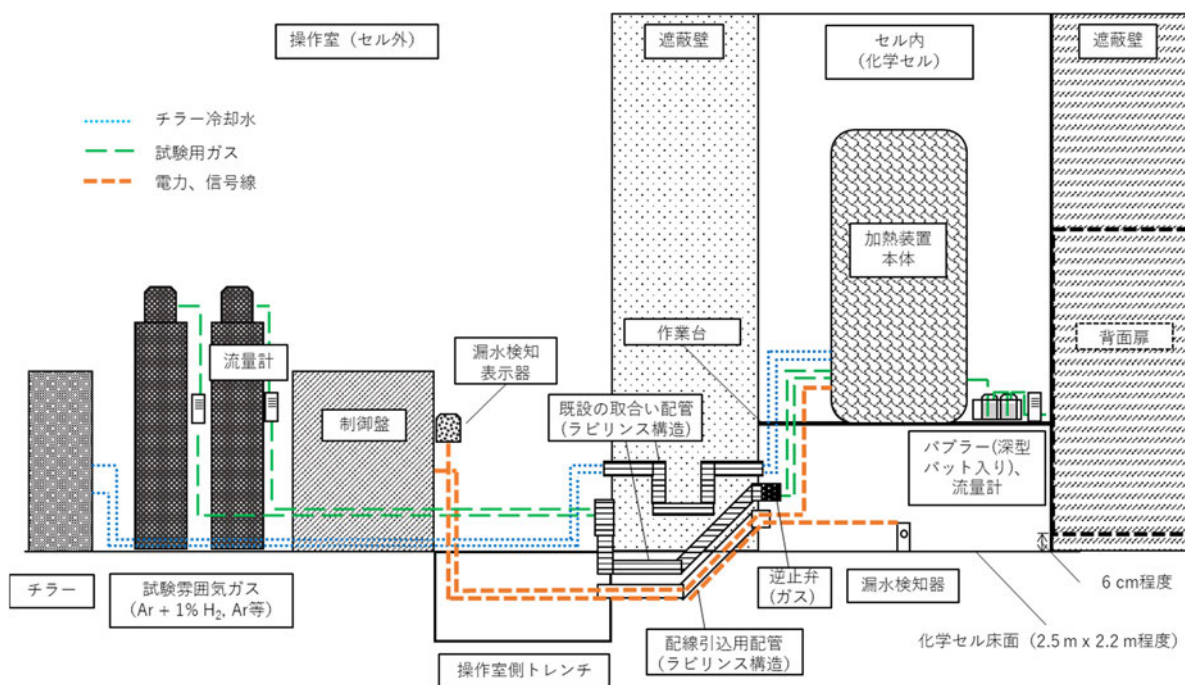 操作室（セル外）
遮蔽壁
セル内
(化学セル)
遮蔽壁
チラー冷却水
試験用ガス
電力、信号線
加熱装置
本体
作業台
背面扉
流量計
漏水検知
表示器
既設の取合い配管
(ラビリンス構造)
制御盤
バブラー(深型
バット入り)、
流量計
チラー
試験雰囲気ガス
(Ar + 1% H₂, Ar等)
逆止弁
(ガス)
漏水検知器
6 cm程度
配線引込用配管
(ラビリンス構造)
化学セル床面（2.5 m x 2.2 m程度）
操作室側トレンチ